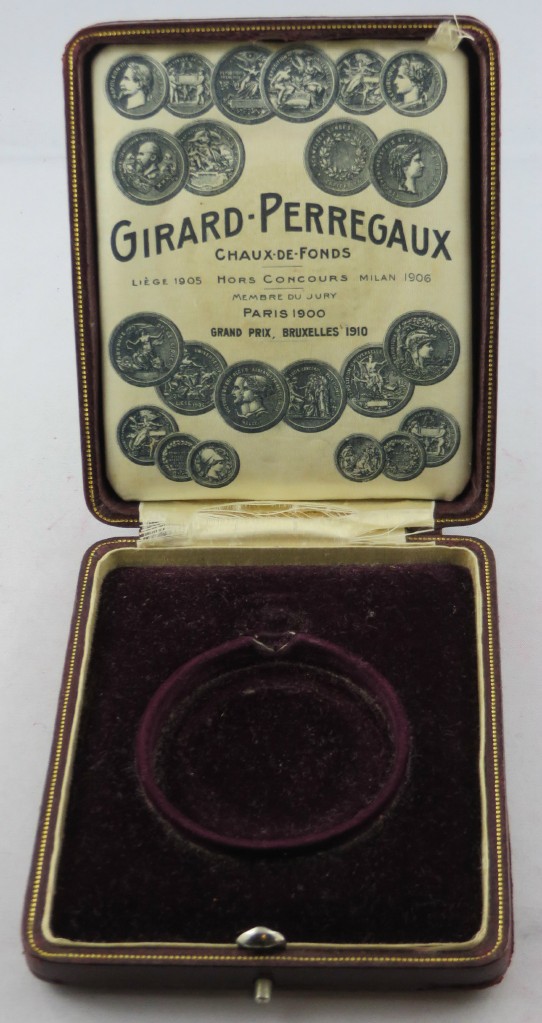 GIRARD-PERREGAUX
CHAUX-DE-FONDS
LIÈGE 1905 HORS CONCOURS MILAN 1906
MEMBRE DU JURY
PARIS 1900
GRAND PRIX, BRUXELLES 1910